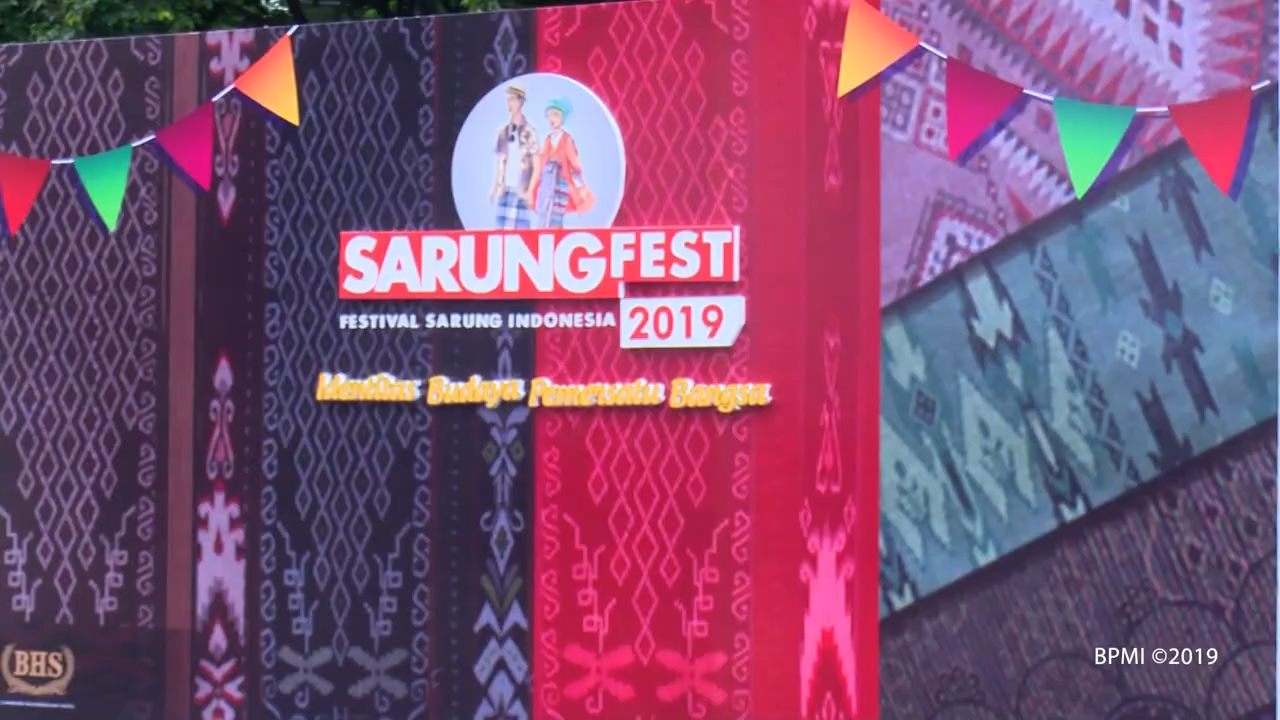 SARUNGFEST
FESTIVAL SARUNG INDONESIA 2019
Identitas Budaya Pemersatu Bangsa
BHS
BPMI ©2019